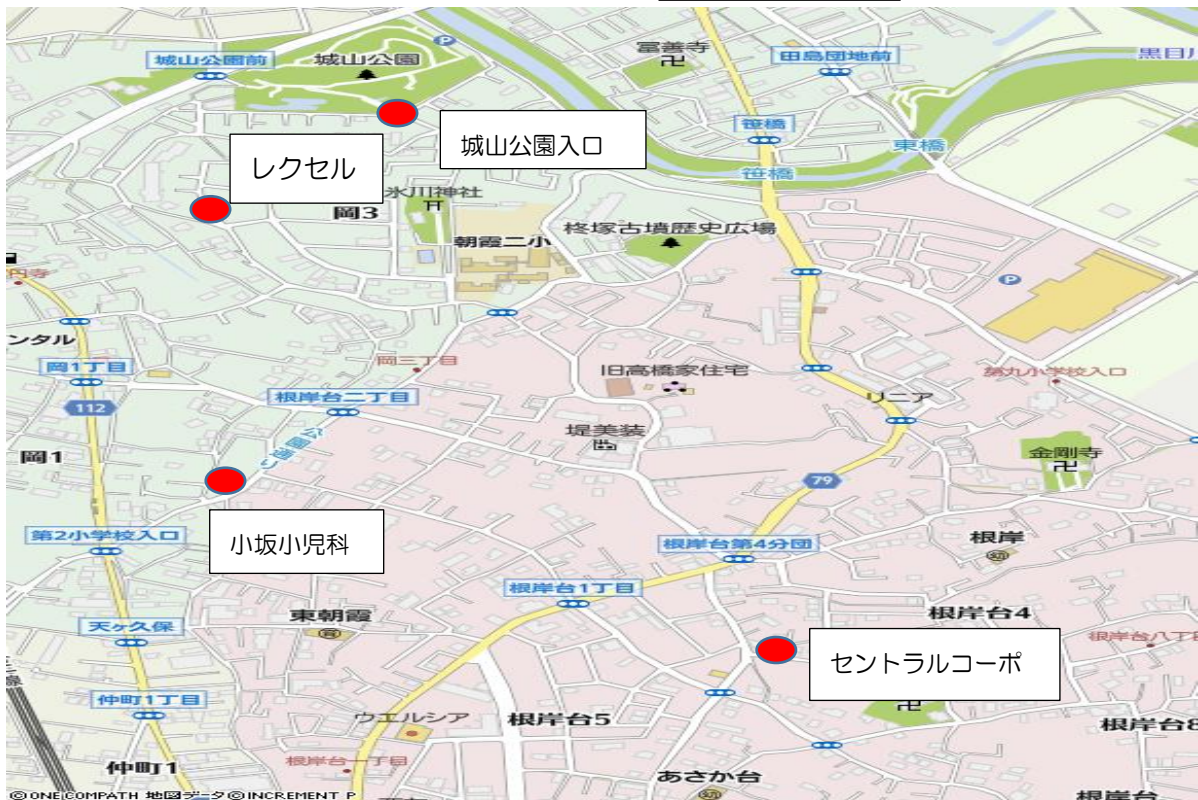 城山公園前
城山公園
P
富善寺
田島団地前
黒目川
城山公園入口
笹橋
東橋
レクセル
笹橋
氷川神社
岡3
朝霞二小
柊塚古墳歴史広場
円寺
P
ンタル
岡三丁目
岡1丁目
旧高橋家住宅
第九小学校入口
根岸台二丁目
リニア
112
公園通り
堤美装
岡1
金剛寺
79
第2小学校入口
小坂小児科
根岸台第4分団
根岸
根岸台1丁目
東朝霞
根岸台4
天ヶ久保
根岸台八丁
セントラルコーポ
仲町1丁目
ウエルシア
根岸台5
根岸台8
仲町1
根岸台一丁目
あさか台
根岸台
©ONE COMPATH 地図データ©INCREMENT P